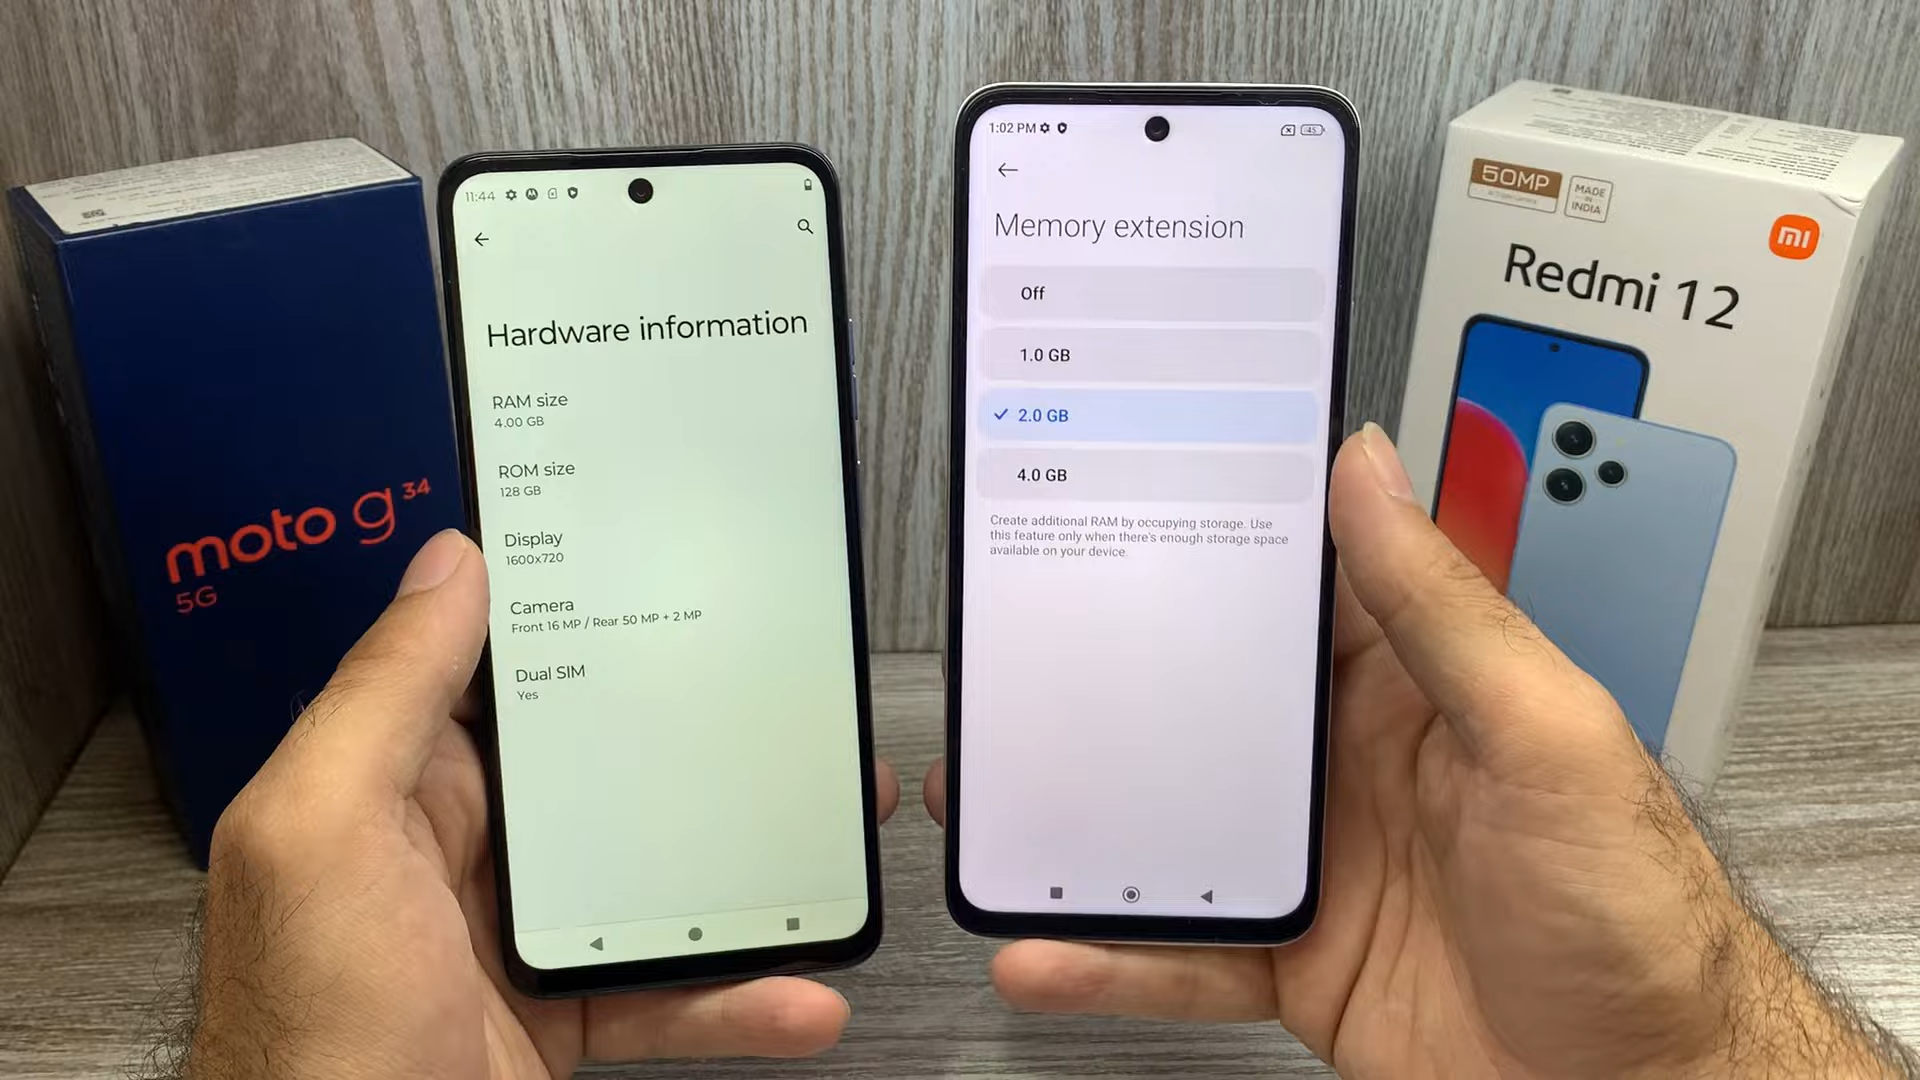 moto g34
5G
11:44
Hardware information
RAM size
4.00 GB
ROM size
128 GB
Display
1600x720
Camera
Front 16 MP / Rear 50 MP + 2 MP
Dual SIM
Yes
1:02 PM
45
Memory extension
Off
1.0 GB
2.0 GB
4.0 GB
Create additional RAM by occupying storage. Use
this feature only when there's enough storage space
available on your device.
50MP
MADE
IN
INDIA
mi
Redmi 12